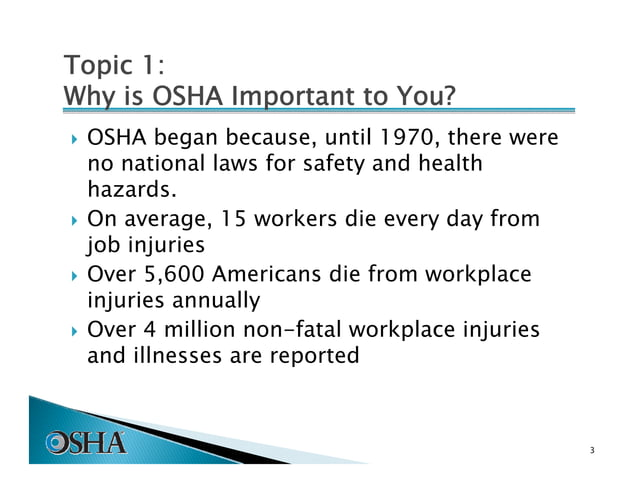 Topic 1:
Why is OSHA Important to You?
OSHA began because, until 1970, there were
no national laws for safety and health
hazards.
On average, 15 workers die every day from
job injuries
Over 5,600 Americans die from workplace
injuries annually
Over 4 million non-fatal workplace injuries
and illnesses are reported
OSHA
3